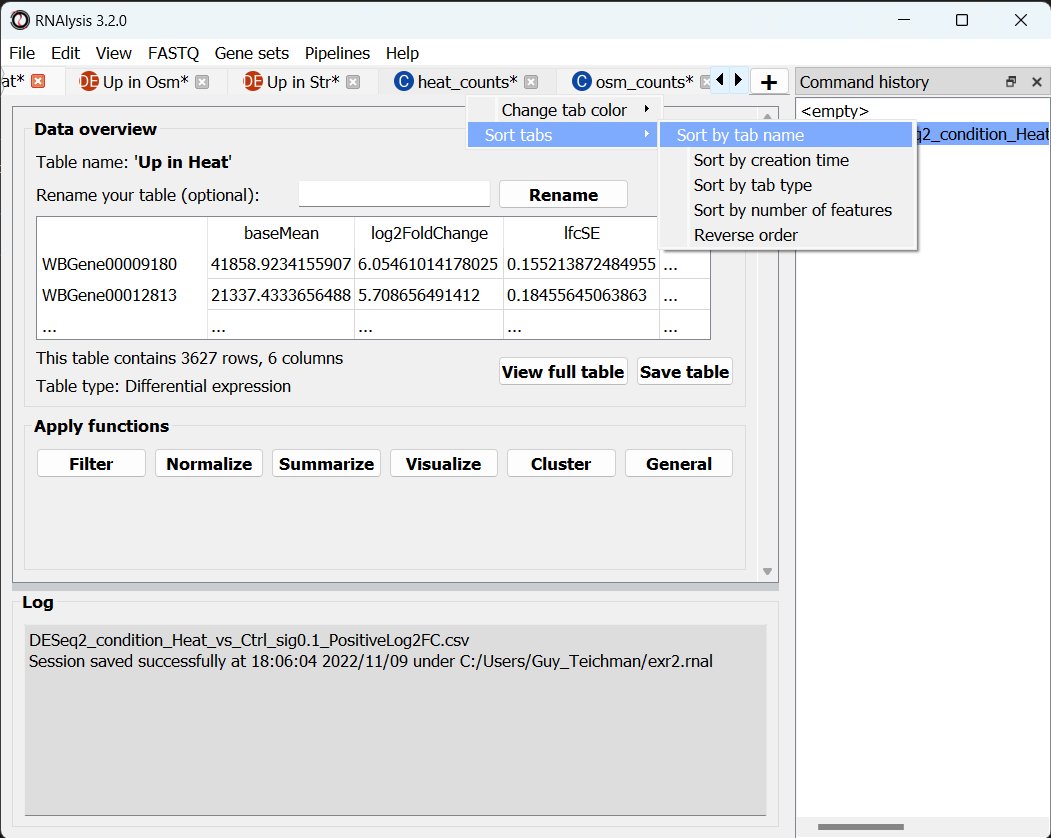 RNAlysis 3.2.0
File Edit View FASTQ Gene sets Pipelines Help
at* DE Up in Osm* DE Up in Str* C heat_counts* C osm_counts* + Command history
Change tab color <empty>
Sort tabs Sort by tab name q2_condition_Heat
Sort by creation time
Sort by tab type
Sort by number of features
Reverse order
Data overview
Table name: 'Up in Heat'
Rename your table (optional): Rename
baseMean log2FoldChange lfcSE
WBGene00009180 41858.9234155907 6.05461014178025 0.155213872484955 ...
WBGene00012813 21337.4333656488 5.708656491412 0.18455645063863 ...
... ... ... ... ...
This table contains 3627 rows, 6 columns
Table type: Differential expression
View full table Save table
Apply functions
Filter Normalize Summarize Visualize Cluster General
Log
DESeq2_condition_Heat_vs_Ctrl_sig0.1_PositiveLog2FC.csv
Session saved successfully at 18:06:04 2022/11/09 under C:/Users/Guy_Teichman/exr2.rnal